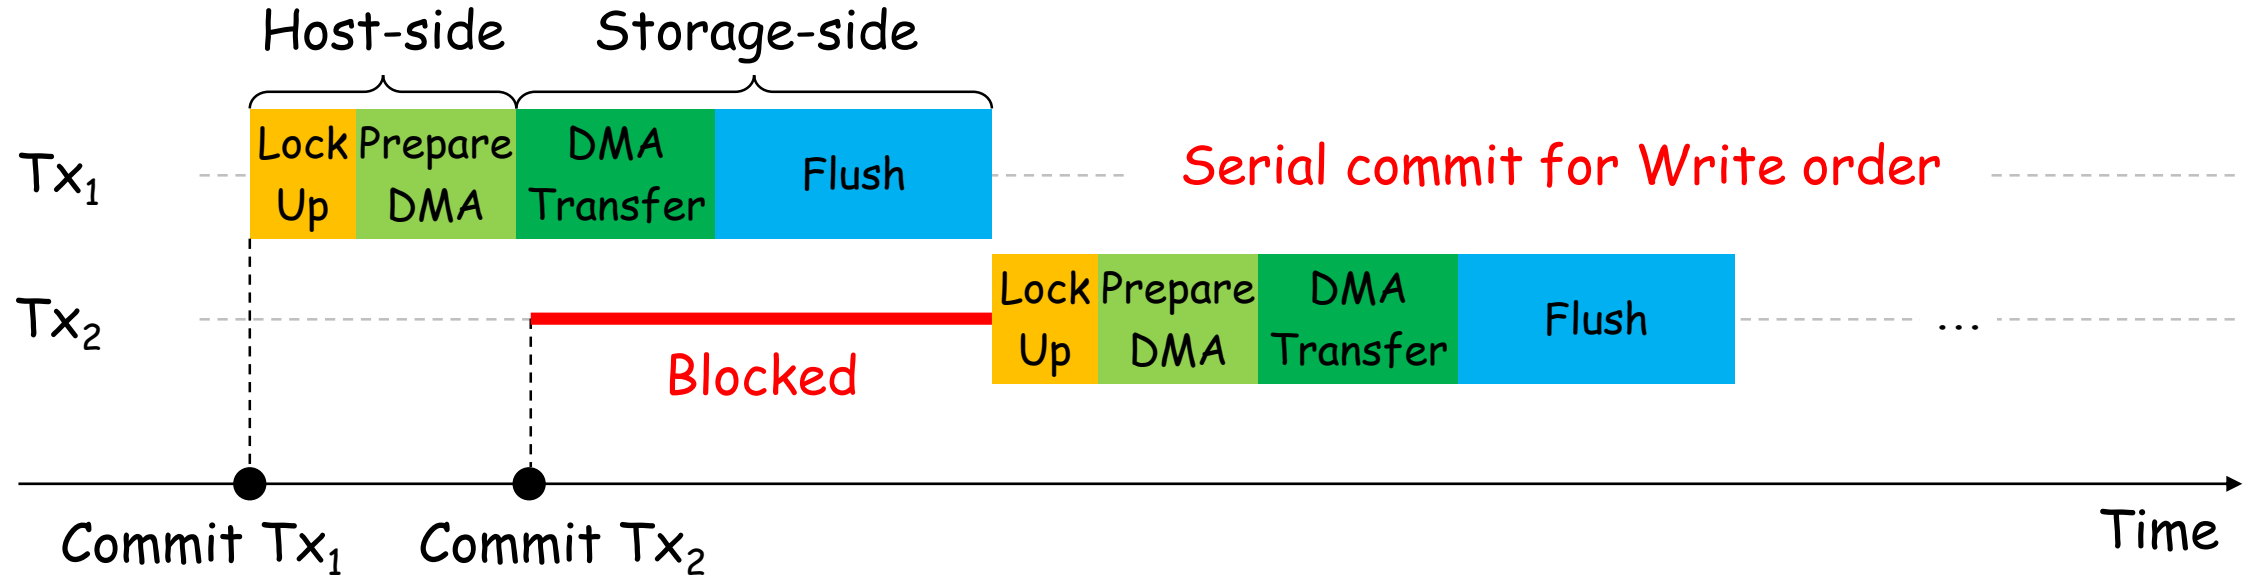 Host-side
Storage-side
Tx1
Lock
Up
Prepare
DMA
DMA
Transfer
Flush
Serial commit for Write order
Tx2
Blocked
Lock
Up
Prepare
DMA
DMA
Transfer
Flush
...
Commit Tx1
Commit Tx2
Time